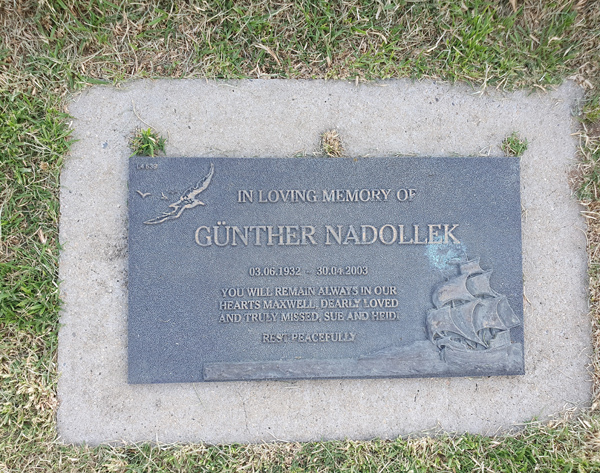 IN LOVING MEMORY OF
GÜNTHER NADOLLEK
03.06.1932 - 30.04.2003
YOU WILL REMAIN ALWAYS IN OUR
HEARTS MAXWELL, DEARLY LOVED
AND TRULY MISSED, SUE AND HEIDI.
REST PEACEFULLY